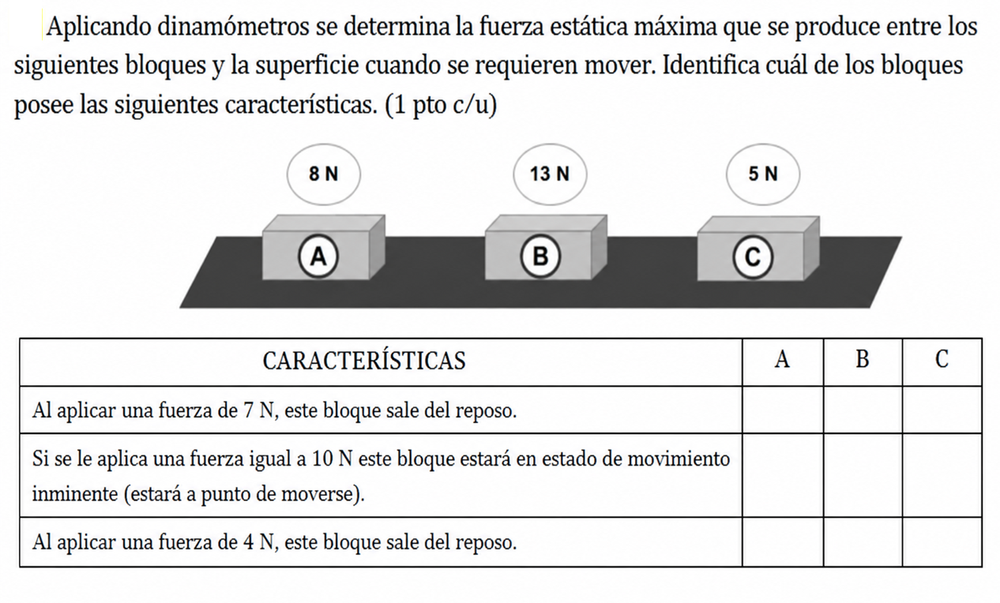 Aplicando dinamómetros se determina la fuerza estática máxima que se produce entre los
siguientes bloques y la superficie cuando se requieren mover. Identifica cuál de los bloques
posee las siguientes características. (1 pto c/u)
8 N 13 N 5 N
A B C
CARACTERÍSTICAS A B C
Al aplicar una fuerza de 7 N, este bloque sale del reposo.
Si se le aplica una fuerza igual a 10 N este bloque estará en estado de movimiento
inminente (estará a punto de moverse).
Al aplicar una fuerza de 4 N, este bloque sale del reposo.